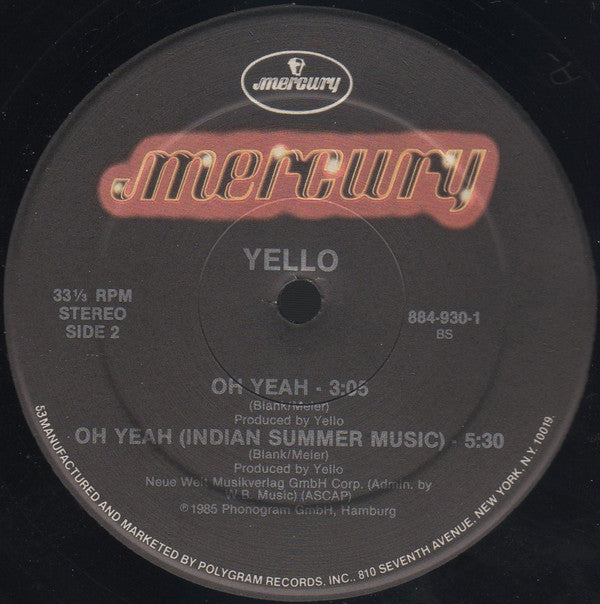 mercury
mercury
YELLO
33⅓ RPM
STEREO
SIDE 2
884-930-1
BS
OH YEAH - 3:05
(Blank/Meier)
Produced by Yello
OH YEAH (INDIAN SUMMER MUSIC) - 5:30
(Blank/Meier)
Produced by Yello
Neue Welt Musikverlag GmbH Corp. (Admin. by
W.B. Music) (ASCAP)
℗1985 Phonogram GmbH, Hamburg
53 MANUFACTURED AND MARKETED BY POLYGRAM RECORDS, INC., 810 SEVENTH AVENUE, NEW YORK, N.Y. 10019.